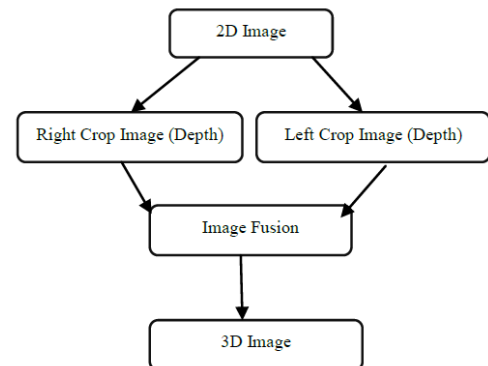 2D Image
Right Crop Image (Depth)
Left Crop Image (Depth)
Image Fusion
3D Image